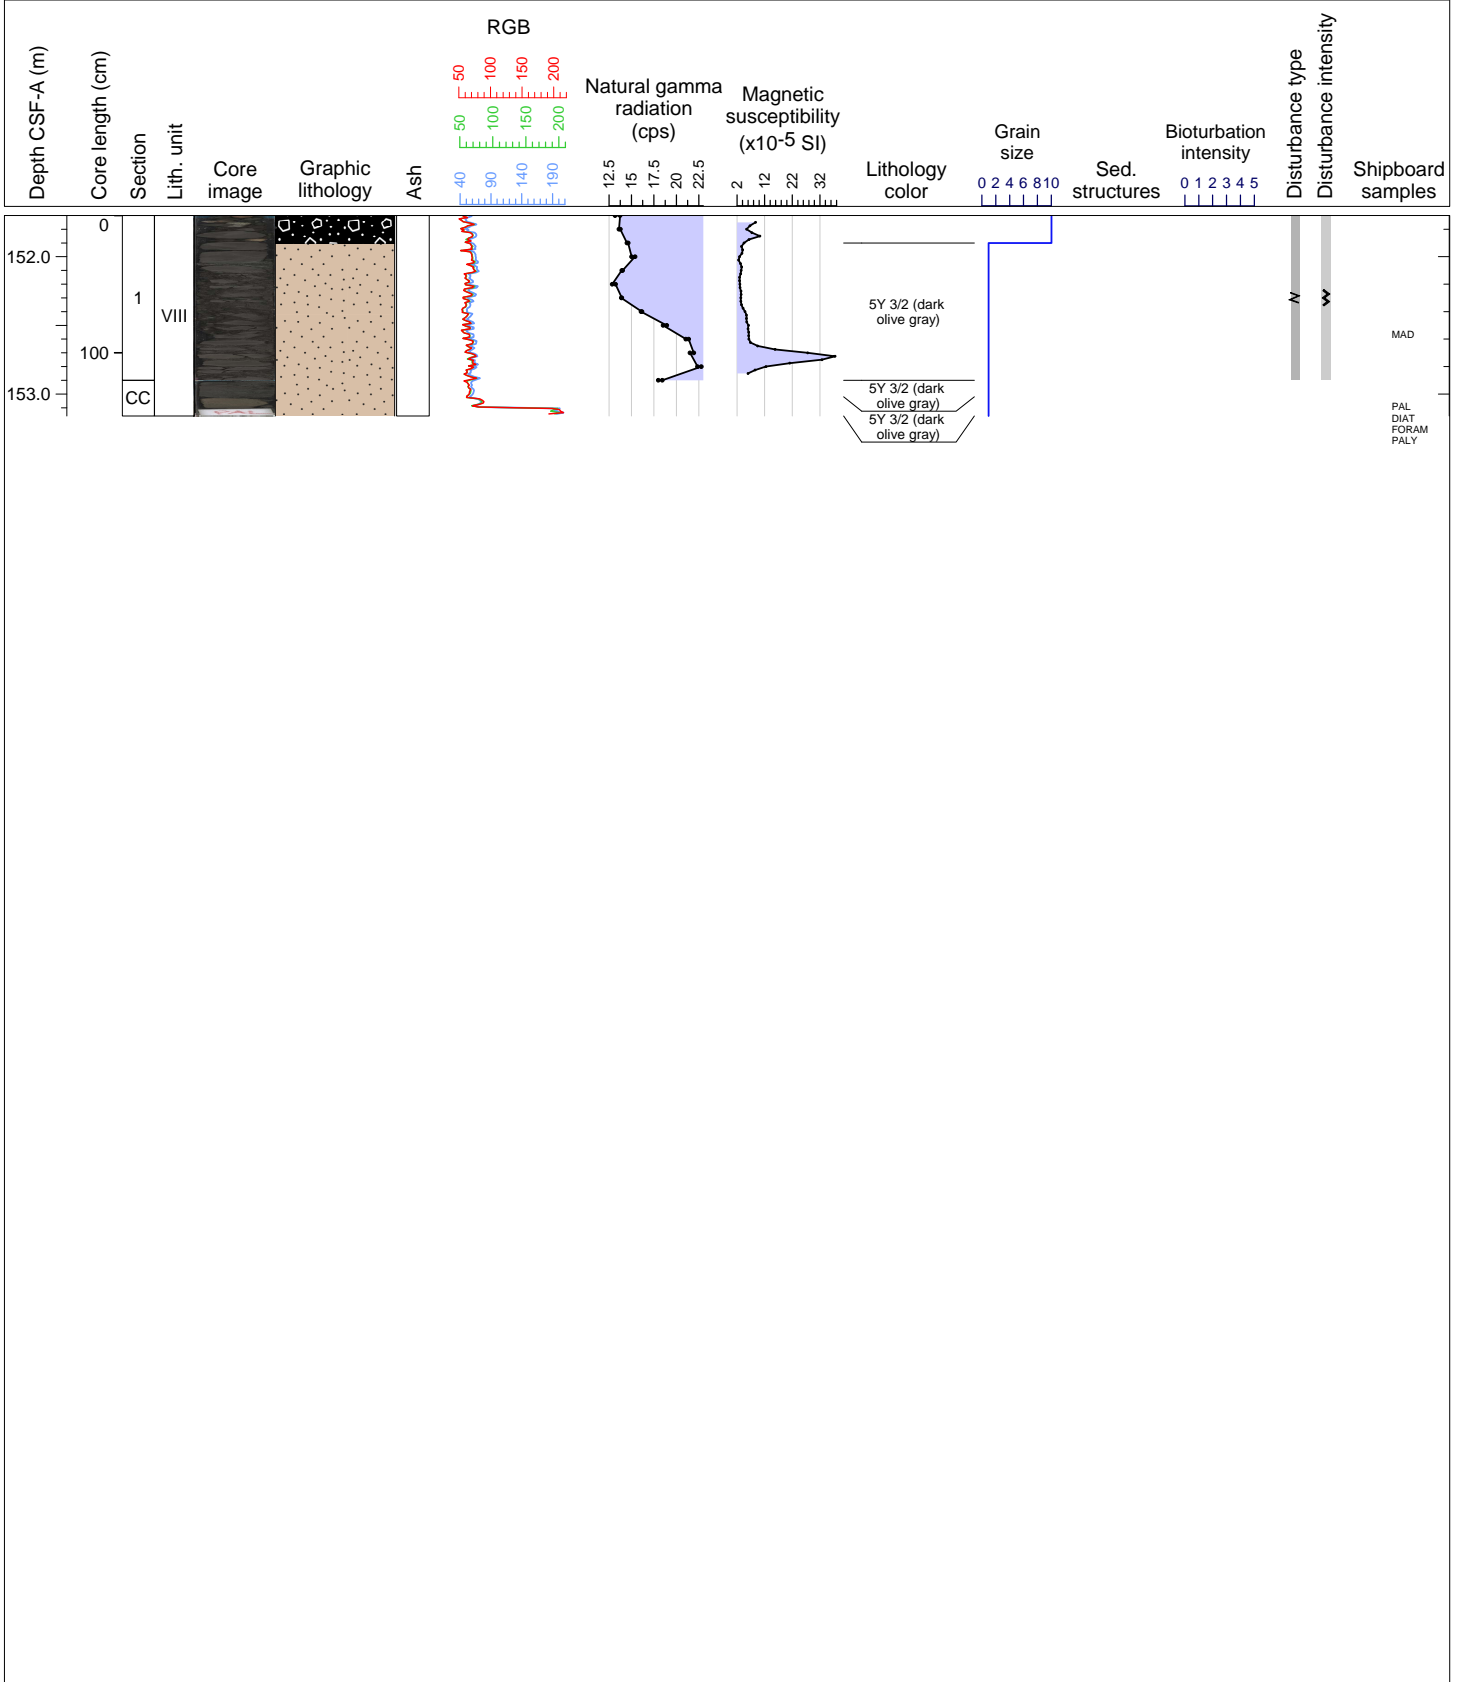 Depth CSF-A (m)
Core length (cm)
Section
Lith. unit
Core
image
Graphic
lithology
Ash
RGB
50 100 150 200
50 100 150 200
40 90 140 190
Natural gamma
radiation
(cps)
12.5 15 17.5 20 22.5
Magnetic
susceptibility
(x10-5 SI)
2 12 22 32
Lithology
color
Grain
size
0 2 4 6 8 10
Sed.
structures
Bioturbation
intensity
0 1 2 3 4 5
Disturbance type
Disturbance intensity
Shipboard
samples
0
152.0
1
VIII
5Y 3/2 (dark
olive gray)
MAD
100
153.0
CC
5Y 3/2 (dark
olive gray)
5Y 3/2 (dark
olive gray)
PAL
DIAT
FORAM
PALY